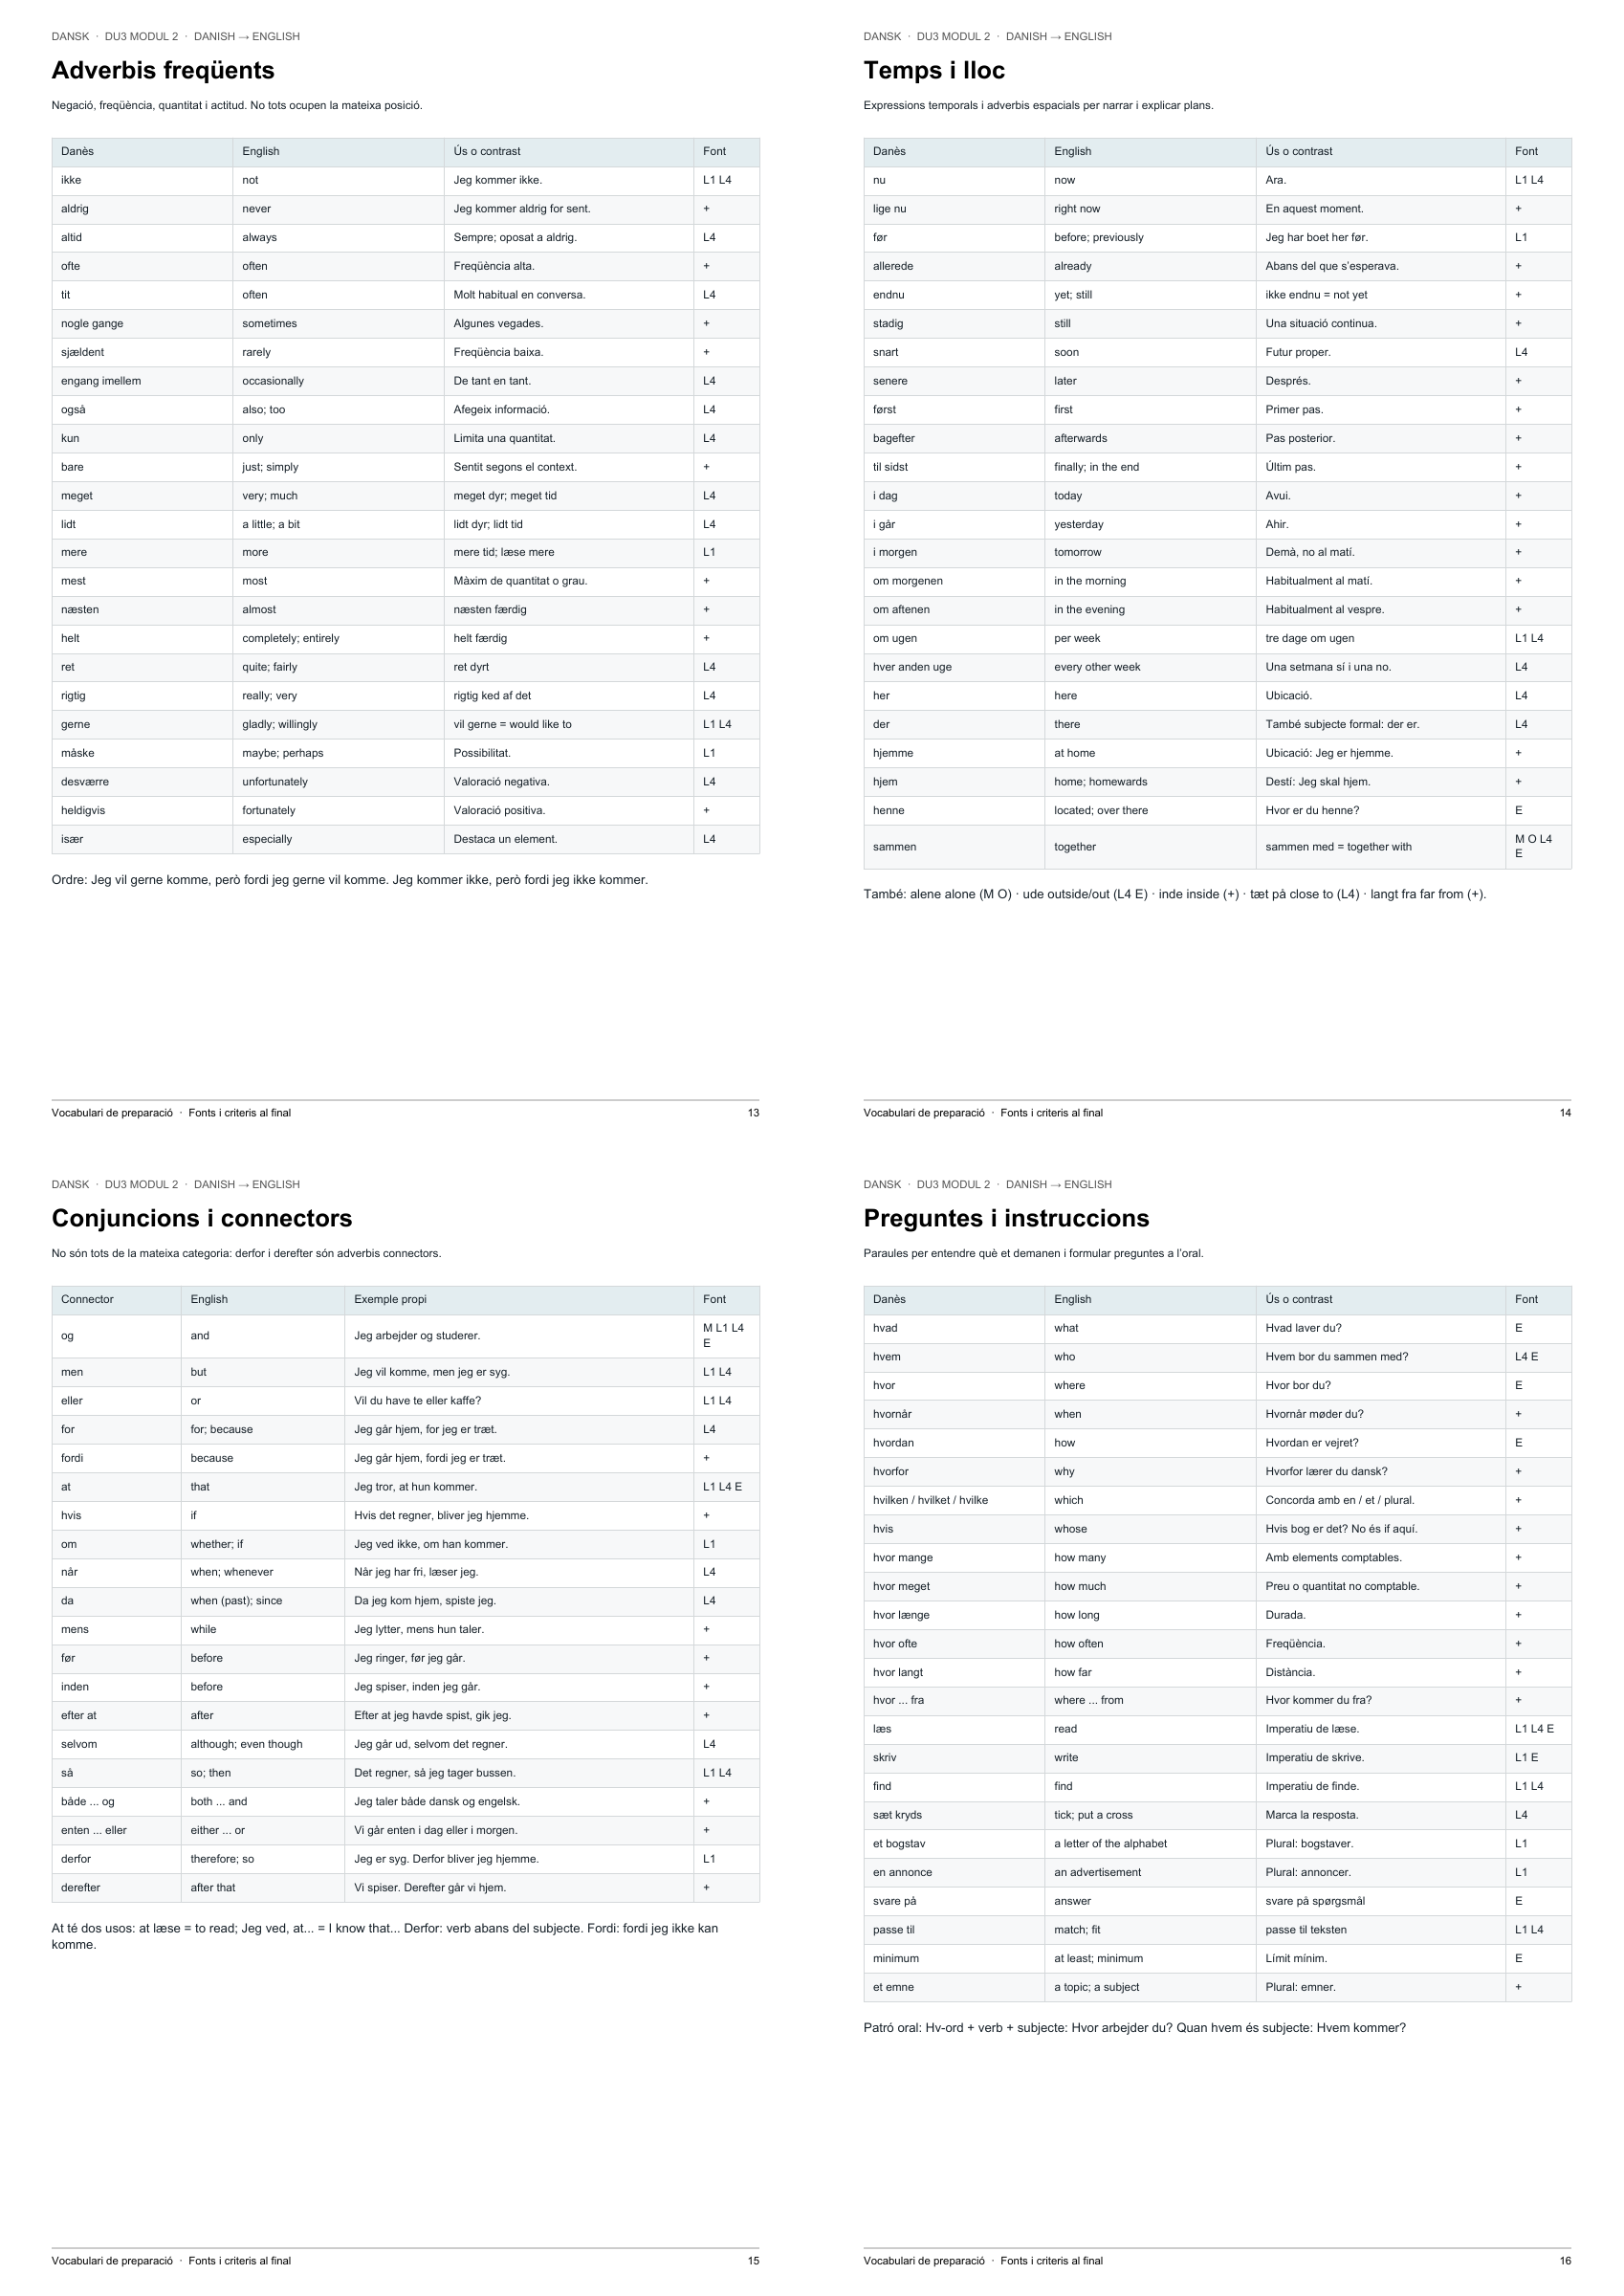 DANSK · DU3 MODUL 2 · DANISH → ENGLISH
Adverbis freqüents
Negació, freqüència, quantitat i actitud. No tots ocupen la mateixa posició.
Danès English Ús o contrast Font
ikke not Jeg kommer ikke. L1 L4
aldrig never Jeg kommer aldrig for sent. +
altid always Sempre; oposat a aldrig. L4
ofte often Freqüència alta. +
tit often Molt habitual en conversa. L4
nogle gange sometimes Algunes vegades. +
sjældent rarely Freqüència baixa. +
engang imellem occasionally De tant en tant. L4
også also; too Afegeix informació. L4
kun only Limita una quantitat. L4
bare just; simply Sentit segons el context. +
meget very; much meget dyr; meget tid L4
lidt a little; a bit lidt dyr; lidt tid L4
mere more mere tid; læse mere L1
mest most Màxim de quantitat o grau. +
næsten almost næsten færdig +
helt completely; entirely helt færdig +
ret quite; fairly ret dyrt L4
rigtig really; very rigtig ked af det L4
gerne gladly; willingly vil gerne = would like to L1 L4
måske maybe; perhaps Possibilitat. L1
desværre unfortunately Valoració negativa. L4
heldigvis fortunately Valoració positiva. +
især especially Destaca un element. L4
Ordre: Jeg vil gerne komme, però fordi jeg gerne vil komme. Jeg kommer ikke, però fordi jeg ikke kommer.
Vocabulari de preparació · Fonts i criteris al final 13
DANSK · DU3 MODUL 2 · DANISH → ENGLISH
Temps i lloc
Expressions temporals i adverbis espacials per narrar i explicar plans.
Danès English Ús o contrast Font
nu now Ara. L1 L4
lige nu right now En aquest moment. +
før before; previously Jeg har boet her før. L1
allerede already Abans del que s'esperava. +
endnu yet; still ikke endnu = not yet +
stadig still Una situació continua. +
snart soon Futur proper. L4
senere later Després. +
først first Primer pas. +
bagefter afterwards Pas posterior. +
til sidst finally; in the end Últim pas. +
i dag today Avui. +
i går yesterday Ahir. +
i morgen tomorrow Demà, no al matí. +
om morgenen in the morning Habitualment al matí. +
om aftenen in the evening Habitualment al vespre. +
om ugen per week tre dage om ugen L1 L4
hver anden uge every other week Una setmana sí i una no. L4
her here Ubicació. L4
der there També subjecte formal: der er. L4
hjemme at home Ubicació: Jeg er hjemme. +
hjem home; homewards Destí: Jeg skal hjem. +
henne located; over there Hvor er du henne? E
sammen together sammen med = together with M O L4
E
També: alene alone (M O) · ude outside/out (L4 E) · inde inside (+) · tæt på close to (L4) · langt fra far from (+).
Vocabulari de preparació · Fonts i criteris al final 14
DANSK · DU3 MODUL 2 · DANISH → ENGLISH
Conjuncions i connectors
No són tots de la mateixa categoria: derfor i derefter són adverbis connectors.
Connector English Exemple propi Font
og and Jeg arbejder og studerer. M L1 L4
E
men but Jeg vil komme, men jeg er syg. L1 L4
eller or Vil du have te eller kaffe? L1 L4
for for; because Jeg går hjem, for jeg er træt. L4
fordi because Jeg går hjem, fordi jeg er træt. +
at that Jeg tror, at hun kommer. L1 L4 E
hvis if Hvis det regner, bliver jeg hjemme. +
om whether; if Jeg ved ikke, om han kommer. L1
når when; whenever Når jeg har fri, læser jeg. L4
da when (past); since Da jeg kom hjem, spiste jeg. L4
mens while Jeg lytter, mens hun taler. +
før before Jeg ringer, før jeg går. +
inden before Jeg spiser, inden jeg går. +
efter at after Efter at jeg havde spist, gik jeg. +
selvom although; even though Jeg går ud, selvom det regner. L4
så so; then Det regner, så jeg tager bussen. L1 L4
både ... og both ... and Jeg taler både dansk og engelsk. +
enten ... eller either ... or Vi går enten i dag eller i morgen. +
derfor therefore; so Jeg er syg. Derfor bliver jeg hjemme. L1
derefter after that Vi spiser. Derefter går vi hjem. +
At té dos usos: at læse = to read; Jeg ved, at... = I know that... Derfor: verb abans del subjecte. Fordi: fordi jeg ikke kan
komme.
Vocabulari de preparació · Fonts i criteris al final 15
DANSK · DU3 MODUL 2 · DANISH → ENGLISH
Preguntes i instruccions
Paraules per entendre què et demanen i formular preguntes a l'oral.
Danès English Ús o contrast Font
hvad what Hvad laver du? E
hvem who Hvem bor du sammen med? L4 E
hvor where Hvor bor du? E
hvornår when Hvornår møder du? +
hvordan how Hvordan er vejret? E
hvorfor why Hvorfor lærer du dansk? +
hvilken / hvilket / hvilke which Concorda amb en / et / plural. +
hvis whose Hvis bog er det? No és if aquí. +
hvor mange how many Amb elements comptables. +
hvor meget how much Preu o quantitat no comptable. +
hvor længe how long Durada. +
hvor ofte how often Freqüència. +
hvor langt how far Distància. +
hvor ... fra where ... from Hvor kommer du fra? +
læs read Imperatiu de læse. L1 L4 E
skriv write Imperatiu de skrive. L1 E
find find Imperatiu de finde. L1 L4
sæt kryds tick; put a cross Marca la resposta. L4
et bogstav a letter of the alphabet Plural: bogstaver. L1
en annonce an advertisement Plural: annoncer. L1
svare på answer svare på spørgsmål E
passe til match; fit passe til teksten L1 L4
minimum at least; minimum Límit mínim. E
et emne a topic; a subject Plural: emner. +
Patró oral: Hv-ord + verb + subjecte: Hvor arbejder du? Quan hvem és subjecte: Hvem kommer?
Vocabulari de preparació · Fonts i criteris al final 16